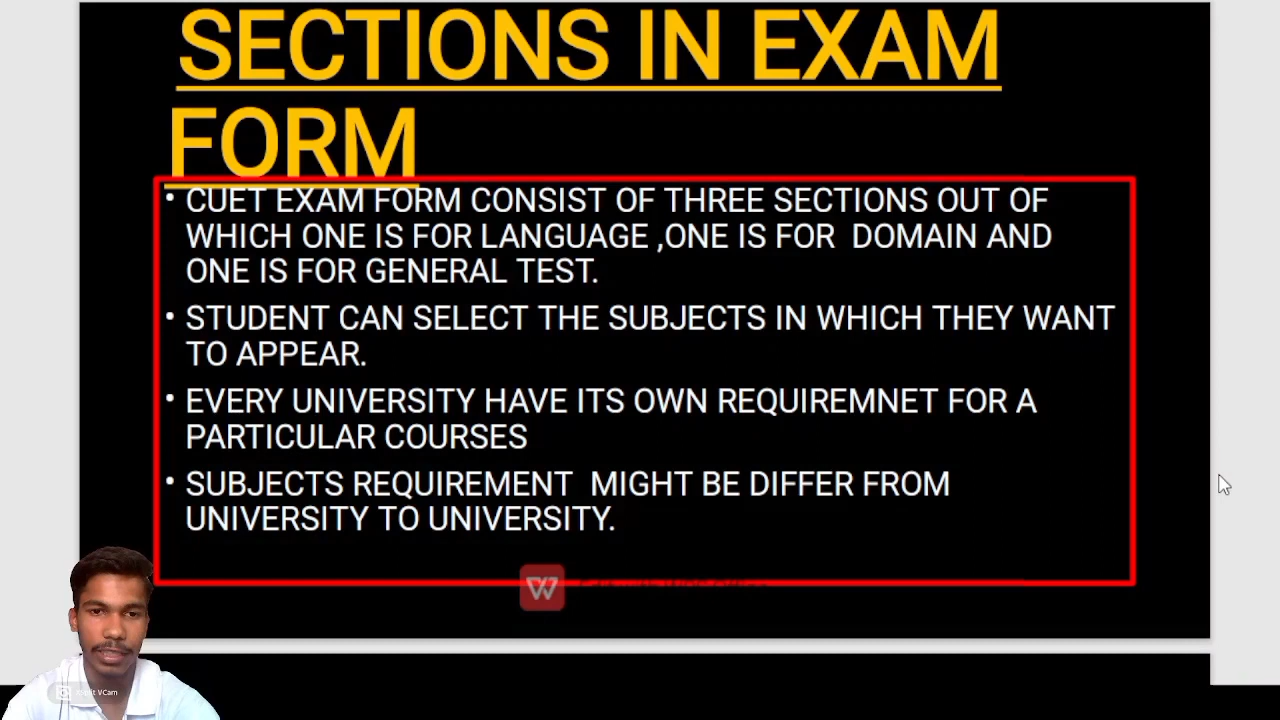 SECTIONS IN EXAM
FORM
• CUET EXAM FORM CONSIST OF THREE SECTIONS OUT OF
WHICH ONE IS FOR LANGUAGE ,ONE IS FOR  DOMAIN AND
ONE IS FOR GENERAL TEST.
• STUDENT CAN SELECT THE SUBJECTS IN WHICH THEY WANT
TO APPEAR.
• EVERY UNIVERSITY HAVE ITS OWN REQUIREMNET FOR A
PARTICULAR COURSES
• SUBJECTS REQUIREMENT  MIGHT BE DIFFER FROM
UNIVERSITY TO UNIVERSITY.
VCam